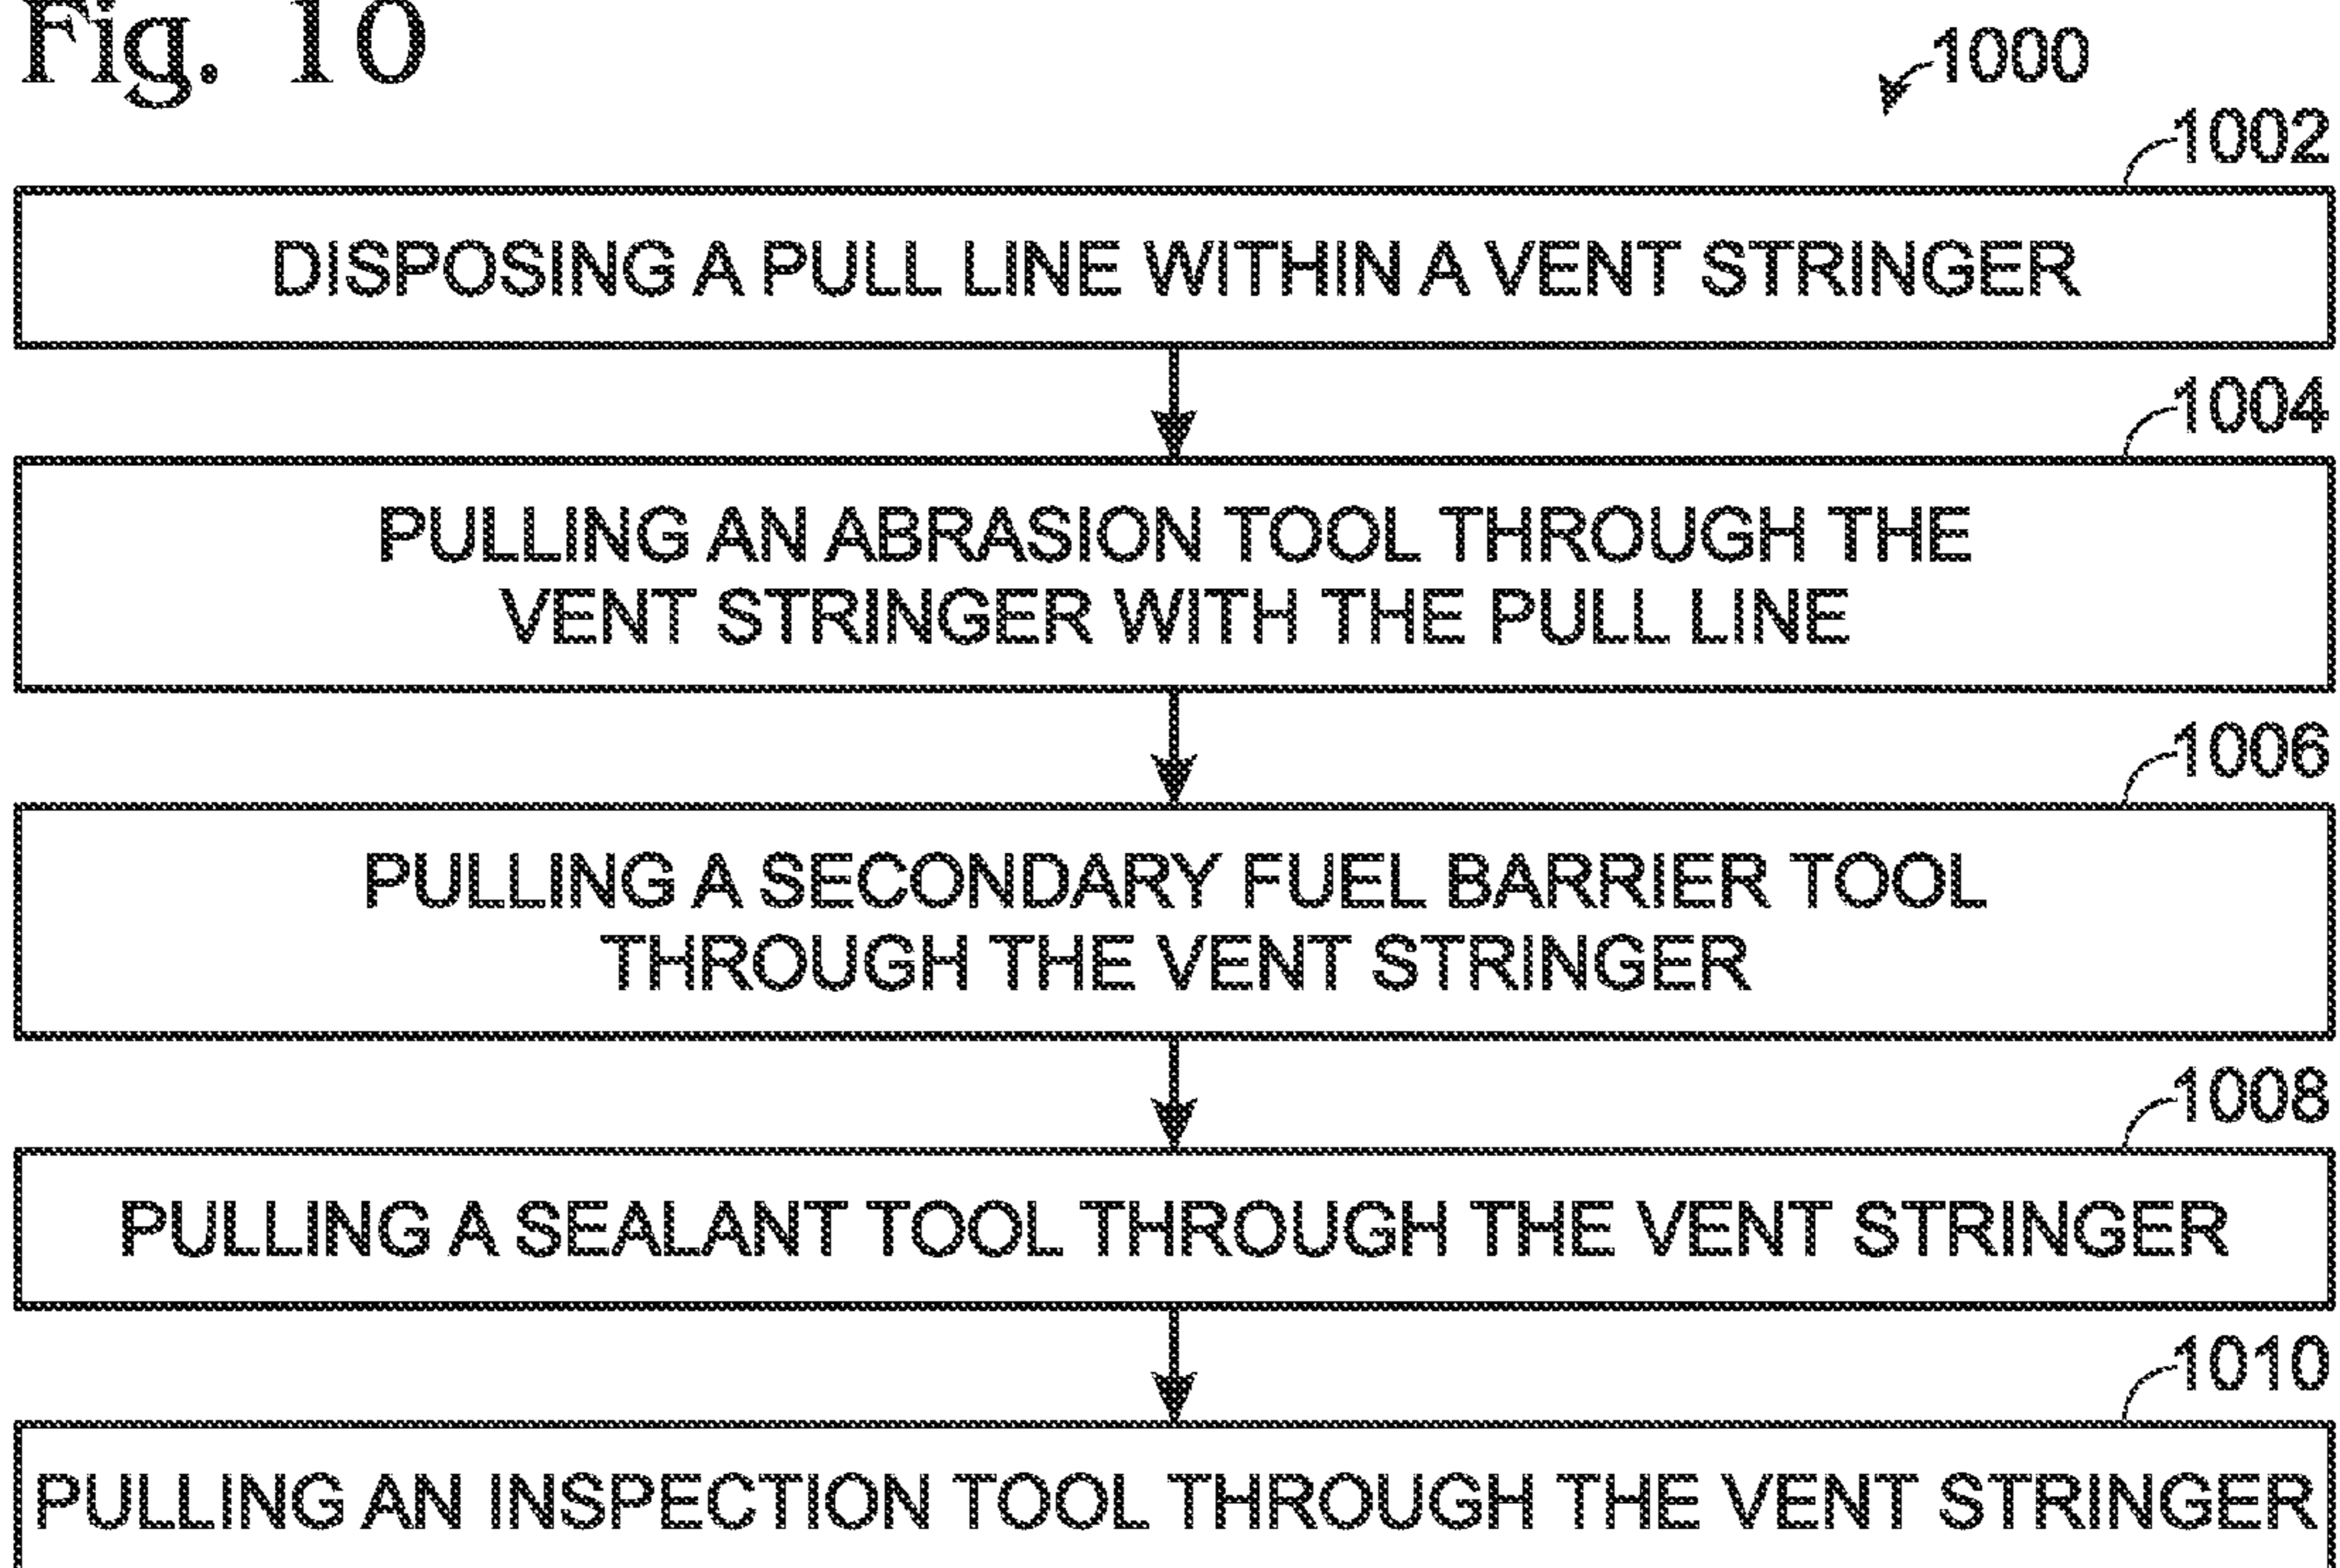 Fig. 10
1000
1002
DISPOSING A PULL LINE WITHIN A VENT STRINGER
1004
PULLING AN ABRASION TOOL THROUGH THE
VENT STRINGER WITH THE PULL LINE
1006
PULLING A SECONDARY FUEL BARRIER TOOL
THROUGH THE VENT STRINGER
1008
PULLING A SEALANT TOOL THROUGH THE VENT STRINGER
1010
PULLING AN INSPECTION TOOL THROUGH THE VENT STRINGER